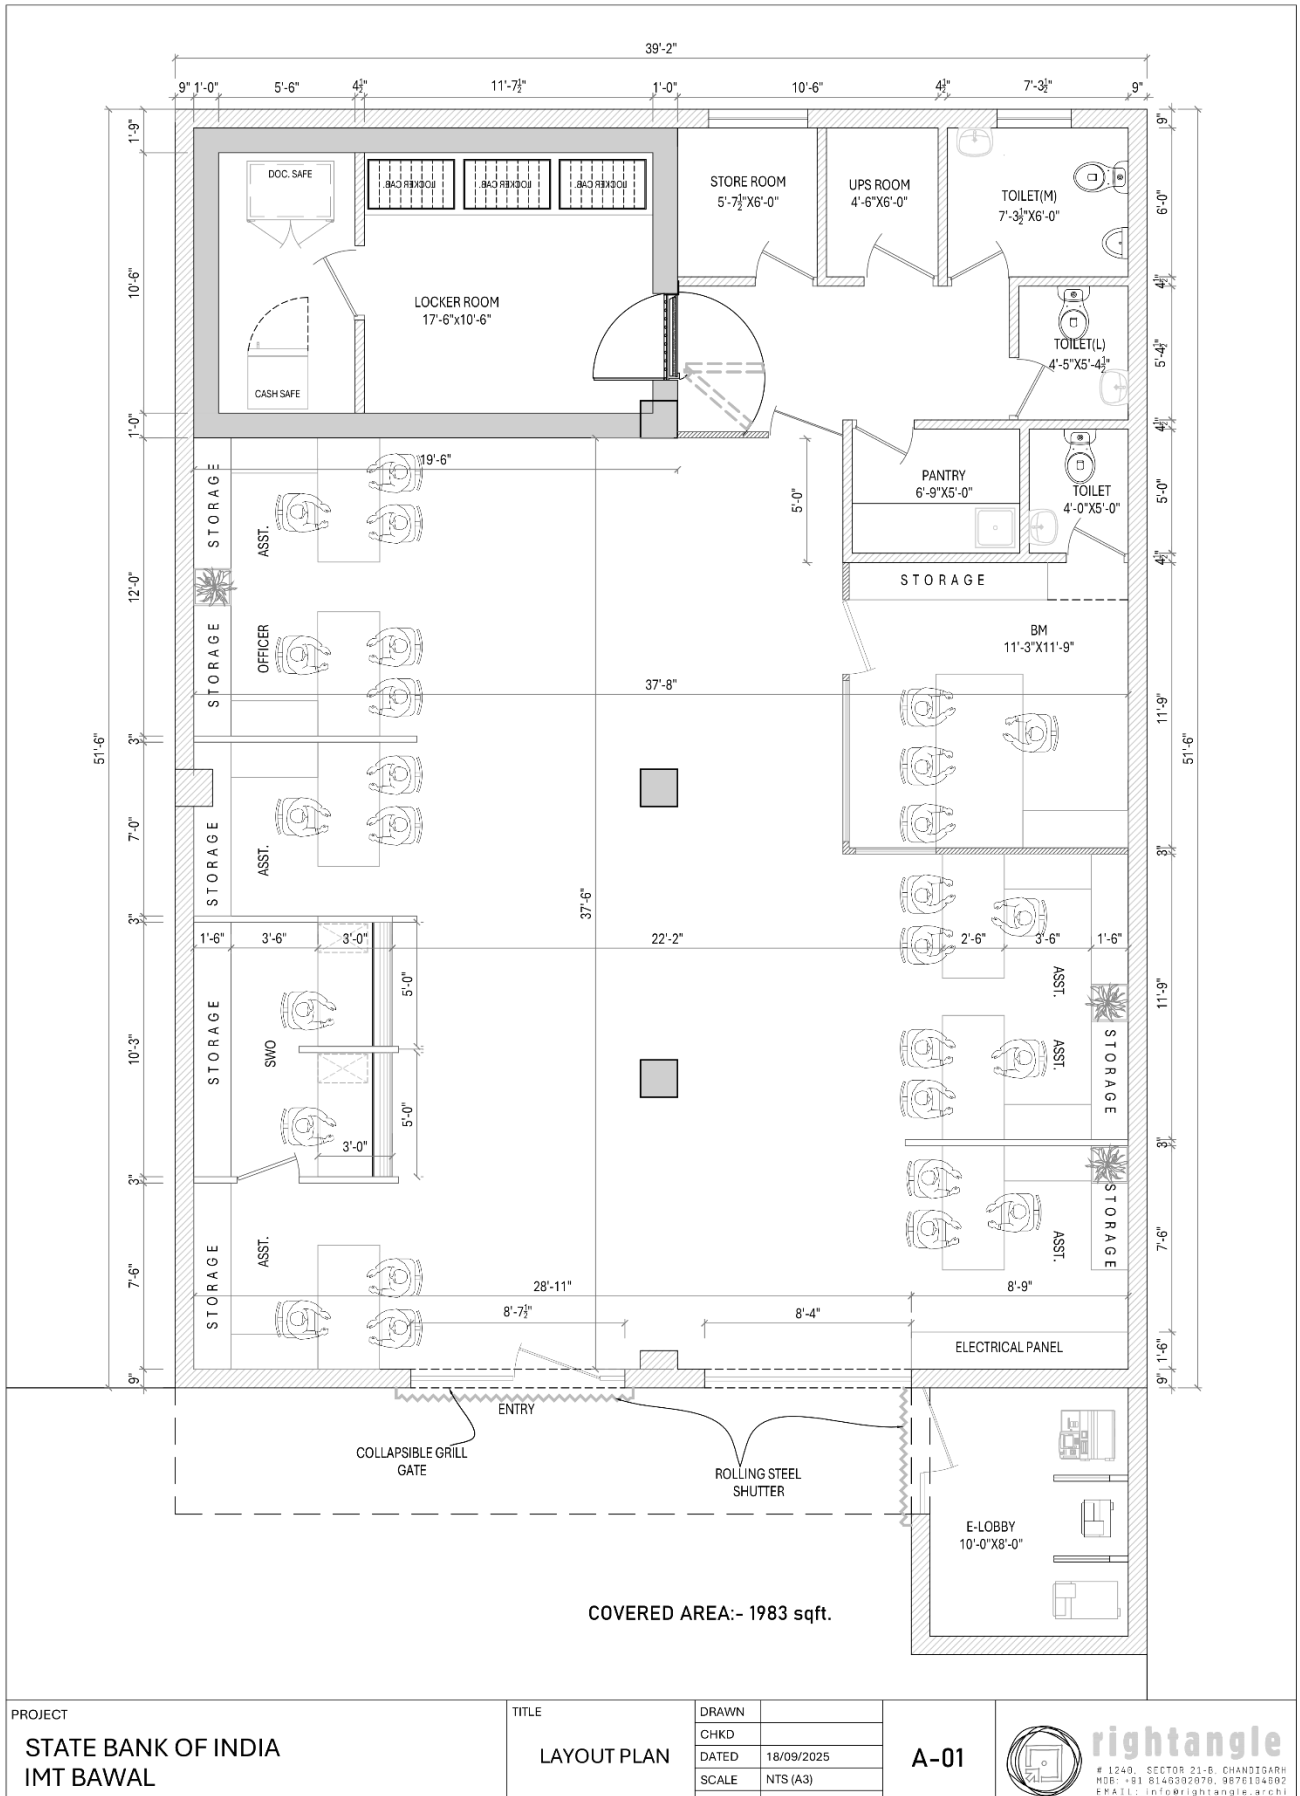 39'-2"
9" 1'-0" 5'-6" 4½" 11'-7½" 1'-0" 10'-6" 4½" 7'-3½" 9"
1'-9"
10'-6"
1'-0"
12'-0"
3"
7'-0"
3"
10'-3"
3"
7'-6"
9"
51'-6"
9"
6'-0"
4½"
5'-4½"
4½"
5'-0"
4½"
11'-9"
3"
11'-9"
3"
7'-6"
1'-6"
9"
51'-6"
DOC. SAFE
LOCKER CAB.
LOCKER CAB.
LOCKER CAB.
STORE ROOM
5'-7½"X6'-0"
UPS ROOM
4'-6"X6'-0"
TOILET(M)
7'-3½"X6'-0"
LOCKER ROOM
17'-6"x10'-6"
CASH SAFE
TOILET(L)
4'-5"X5'-4½"
19'-6"
5'-0"
PANTRY
6'-9"X5'-0"
TOILET
4'-0"X5'-0"
STORAGE
ASST.
STORAGE
OFFICER
STORAGE
BM
11'-3"X11'-9"
37'-8"
STORAGE
ASST.
37'-6"
1'-6" 3'-6" 3'-0" 22'-2" 2'-6" 3'-6" 1'-6"
5'-0"
5'-0"
STORAGE
SWO
3'-0"
ASST.
ASST.
STORAGE
STORAGE
ASST.
STORAGE
ASST.
28'-11" 8'-9"
8'-7½" 8'-4"
ELECTRICAL PANEL
ENTRY
COLLAPSIBLE GRILL
GATE
ROLLING STEEL
SHUTTER
E-LOBBY
10'-0"X8'-0"
COVERED AREA:- 1983 sqft.
PROJECT
STATE BANK OF INDIA
IMT BAWAL
TITLE
LAYOUT PLAN
DRAWN
CHKD
DATED 18/09/2025
SCALE NTS (A3)
A-01
rightangle
# 1240, SECTOR 21-B, CHANDIGARH
MOB: +91 8146302070, 9876104602
EMAIL: info@rightangle.archi